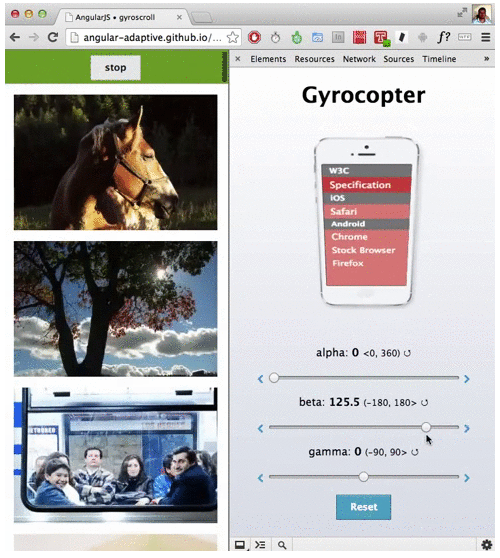 AngularJS • gyroscroll
angular-adaptive.github.io/...
f?
stop
Elements Resources Network Sources Timeline
Gyrocopter
W3C
Specification
iOS
Safari
Android
Chrome
Stock Browser
Firefox
alpha: 0 <0, 360)
beta: 125.5 (-180, 180>
gamma: 0 (-90, 90>
Reset